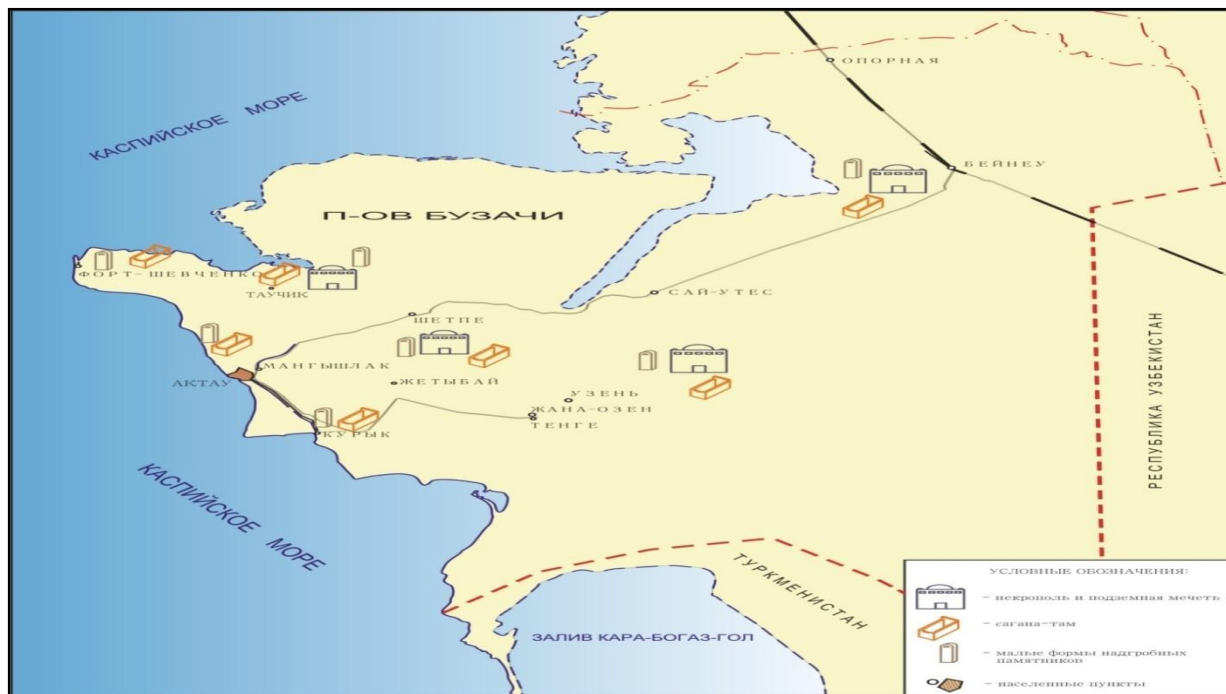 ОПОРНАЯ
КАСПИЙСКОЕ МОРЕ
БЕЙНЕУ
П-ОВ БУЗАЧИ
ФОРТ-ШЕВЧЕНКО
ТАУЧИК
САЙ-УТЕС
ШЕТПЕ
МАНГЫШЛАК
АКТАУ
ЖЕТЫБАЙ
УЗЕНЬ
ЖАНА-ОЗЕН
ТЕНГЕ
КУРЫК
РЕСПУБЛИКА УЗБЕКИСТАН
КАСПИЙСКОЕ МОРЕ
ТУРКМЕНИСТАН
ЗАЛИВ КАРА-БОГАЗ-ГОЛ
УСЛОВНЫЕ ОБОЗНАЧЕНИЯ:
- некрополь и подземная мечеть
- сагана-там
- малые формы надгробных
памятников
- населенные пункты